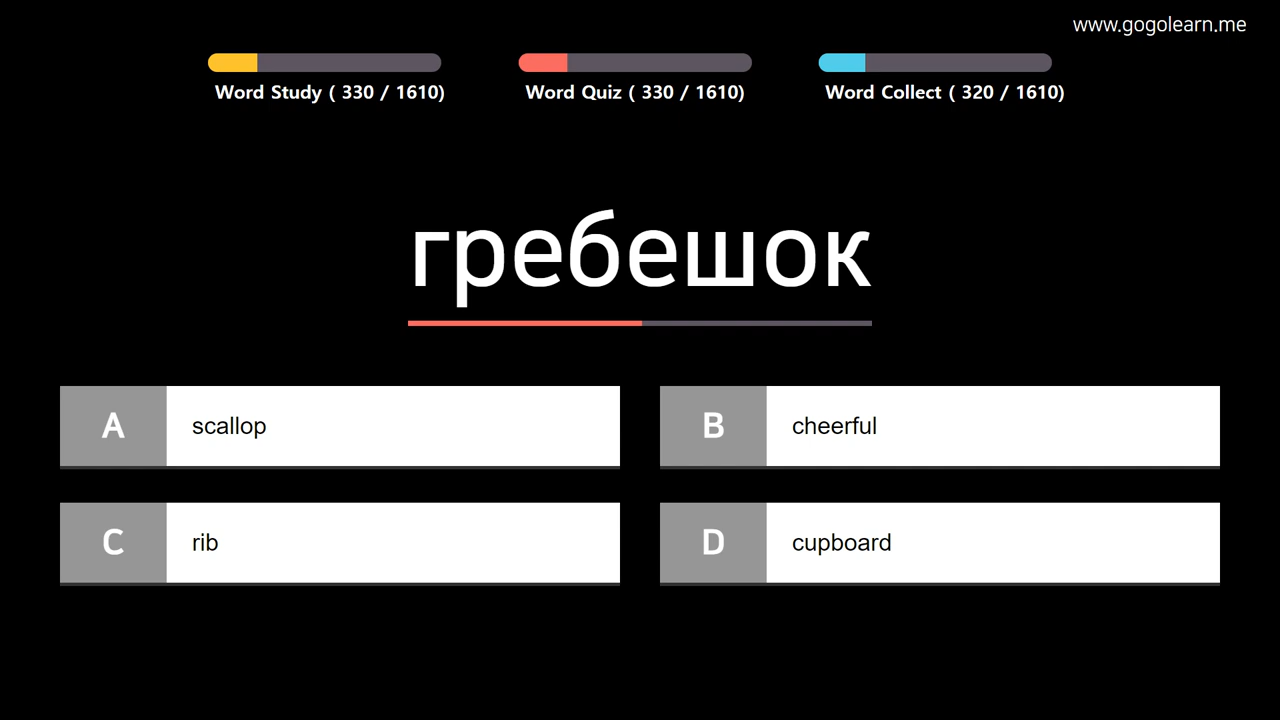 www.gogolearn.me
Word Study ( 330 / 1610)
Word Quiz ( 330 / 1610)
Word Collect ( 320 / 1610)
гребешок
A scallop
B cheerful
C rib
D cupboard